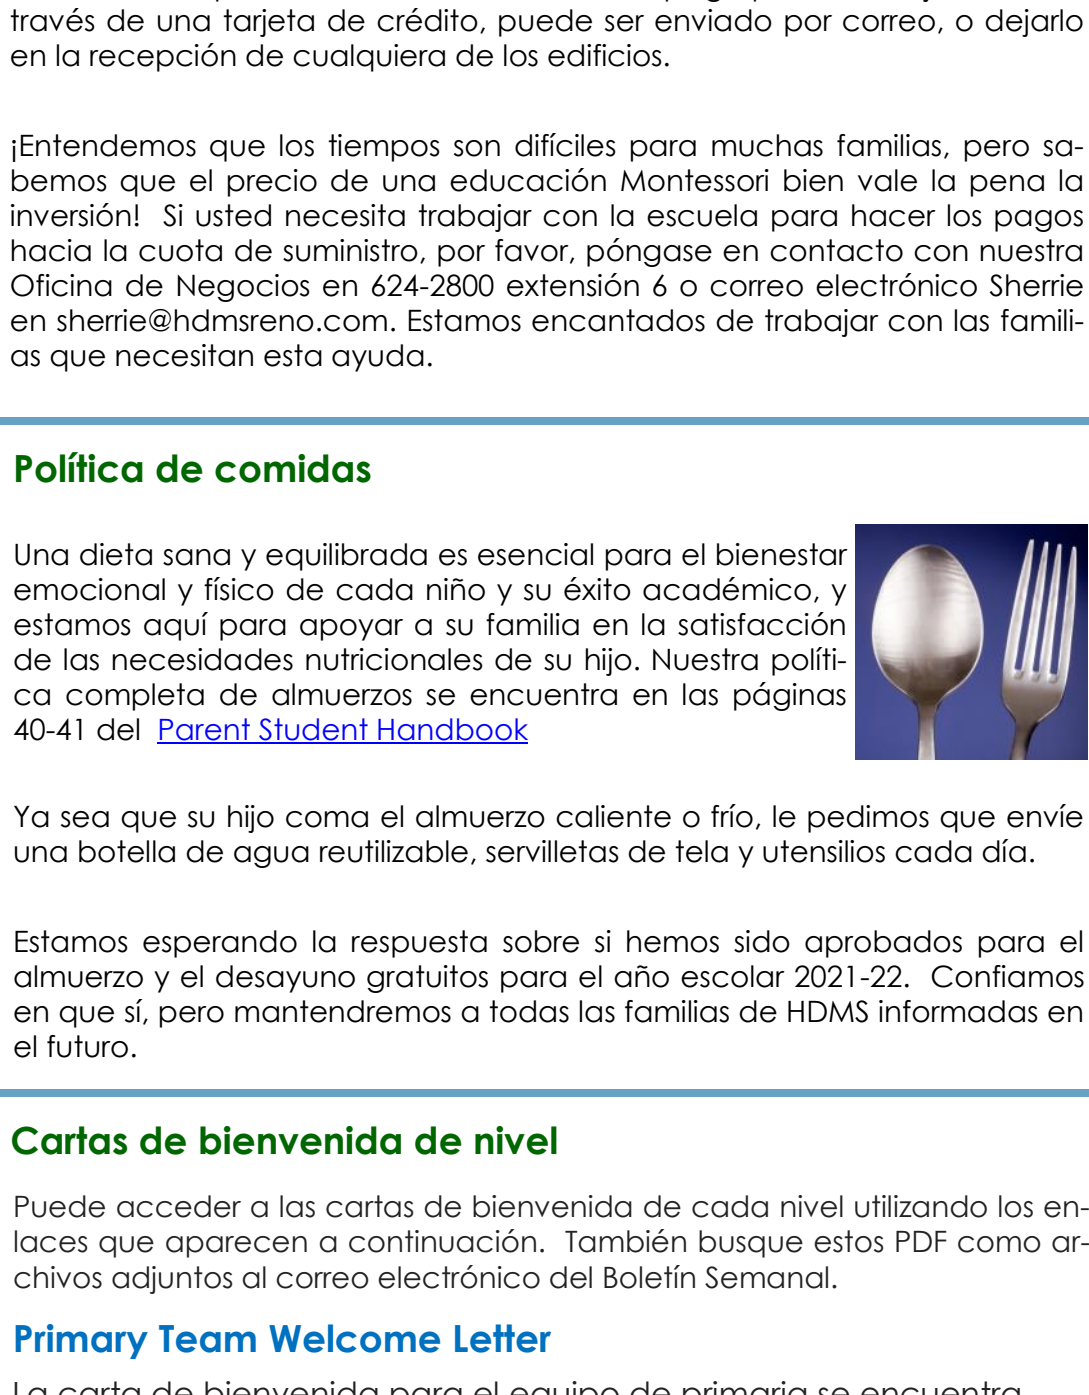 través de una tarjeta de crédito, puede ser enviado por correo, o dejarlo
en la recepción de cualquiera de los edificios.
¡Entendemos que los tiempos son difíciles para muchas familias, pero sa-
bemos que el precio de una educación Montessori bien vale la pena la
inversión!  Si usted necesita trabajar con la escuela para hacer los pagos
hacia la cuota de suministro, por favor, póngase en contacto con nuestra
Oficina de Negocios en 624-2800 extensión 6 o correo electrónico Sherrie
en sherrie@hdmsreno.com. Estamos encantados de trabajar con las famili-
as que necesitan esta ayuda.
Política de comidas
Una dieta sana y equilibrada es esencial para el bienestar
emocional y físico de cada niño y su éxito académico, y
estamos aquí para apoyar a su familia en la satisfacción
de las necesidades nutricionales de su hijo. Nuestra políti-
ca completa de almuerzos se encuentra en las páginas
40-41 del  Parent Student Handbook
Ya sea que su hijo coma el almuerzo caliente o frío, le pedimos que envíe
una botella de agua reutilizable, servilletas de tela y utensilios cada día.
Estamos esperando la respuesta sobre si hemos sido aprobados para el
almuerzo y el desayuno gratuitos para el año escolar 2021-22.  Confiamos
en que sí, pero mantendremos a todas las familias de HDMS informadas en
el futuro.
Cartas de bienvenida de nivel
Puede acceder a las cartas de bienvenida de cada nivel utilizando los en-
laces que aparecen a continuación.  También busque estos PDF como ar-
chivos adjuntos al correo electrónico del Boletín Semanal.
Primary Team Welcome Letter
La carta de bienvenida para el equipo de primaria se encuentra